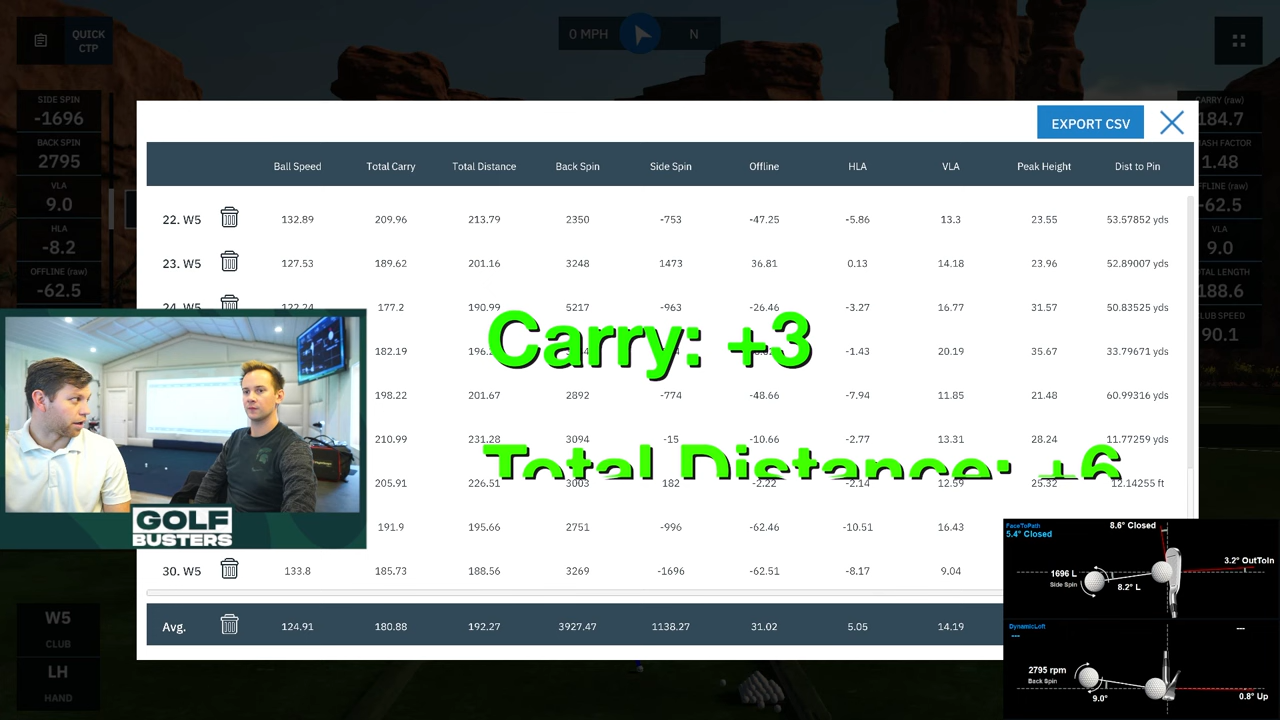 QUICK
CTP
0 MPH N
SIDE SPIN
-1696
BACK SPIN
2795
VLA
9.0
HLA
-8.2
OFFLINE (raw)
-62.5
EXPORT CSV
CARRY (raw)
184.7
1.48
-62.5
VLA
9.0
188.6
90.1
Ball Speed Total Carry Total Distance Back Spin Side Spin Offline HLA VLA Peak Height Dist to Pin
22. W5 132.89 209.96 213.79 2350 -753 -47.25 -5.86 13.3 23.55 53.57852 yds
23. W5 127.53 189.62 201.16 3248 1473 36.81 0.13 14.18 23.96 52.89007 yds
24. W5 122.24 177.2 190.99 5217 -963 -26.46 -3.27 16.77 31.57 50.83525 yds
182.19 -1.43 20.19 35.67 33.79671 yds
Carry: +3
198.22 201.67 2892 -774 -48.66 -7.94 11.85 21.48 60.99316 yds
210.99 231.28 3094 -15 -10.66 -2.77 13.31 28.24 11.77259 yds
Total Distance: +6
205.91 226.51 3003 182 -2.22 -2.14 12.59 25.32 12.14255 ft
191.9 195.66 2751 -996 -62.46 -10.51 16.43
30. W5 133.8 185.73 188.56 3269 -1696 -62.51 -8.17 9.04
Avg. 124.91 180.88 192.27 3927.47 1138.27 31.02 5.05 14.19
GOLF
BUSTERS
W5
CLUB
LH
HAND
FaceToPath
5.4° Closed
8.6° Closed
3.2° OutToIn
1696 L
Side Spin
8.2° L
DynamicLoft
---
---
2795 rpm
Back Spin
9.0°
0.8° Up